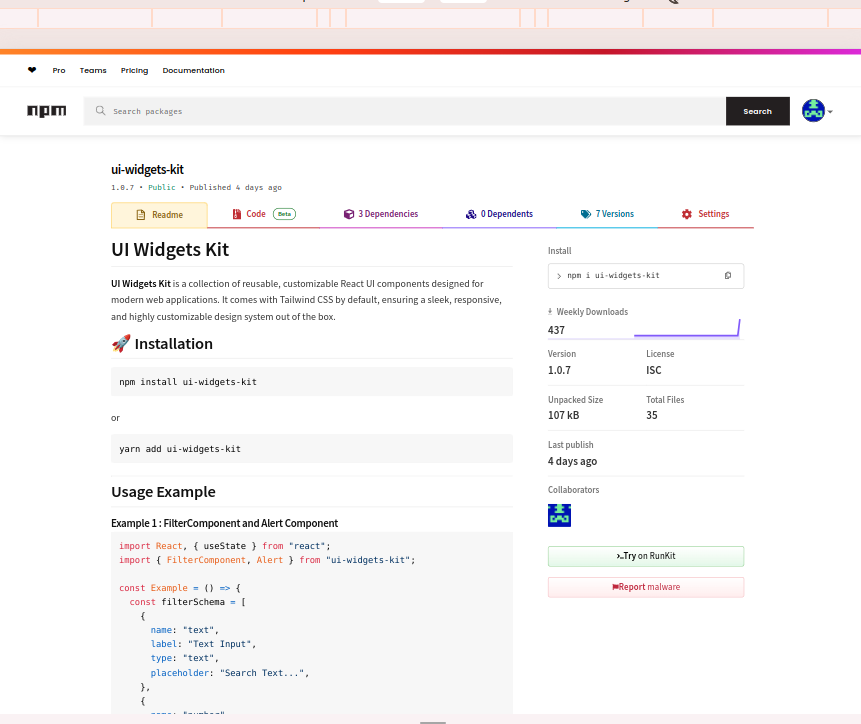 ❤ Pro Teams Pricing Documentation
npm Search packages Search
ui-widgets-kit
1.0.7 • Public • Published 4 days ago
Readme Code Beta 3 Dependencies 0 Dependents 7 Versions Settings
UI Widgets Kit
UI Widgets Kit is a collection of reusable, customizable React UI components designed for
modern web applications. It comes with Tailwind CSS by default, ensuring a sleek, responsive,
and highly customizable design system out of the box.
🚀 Installation
npm install ui-widgets-kit
or
yarn add ui-widgets-kit
Usage Example
Example 1 : FilterComponent and Alert Component
import React, { useState } from "react";
import { FilterComponent, Alert } from "ui-widgets-kit";
const Example = () => {
const filterSchema = [
{
name: "text",
label: "Text Input",
type: "text",
placeholder: "Search Text...",
},
{
Install
> npm i ui-widgets-kit
Weekly Downloads
437
Version License
1.0.7 ISC
Unpacked Size Total Files
107 kB 35
Last publish
4 days ago
Collaborators
Try on RunKit
Report malware